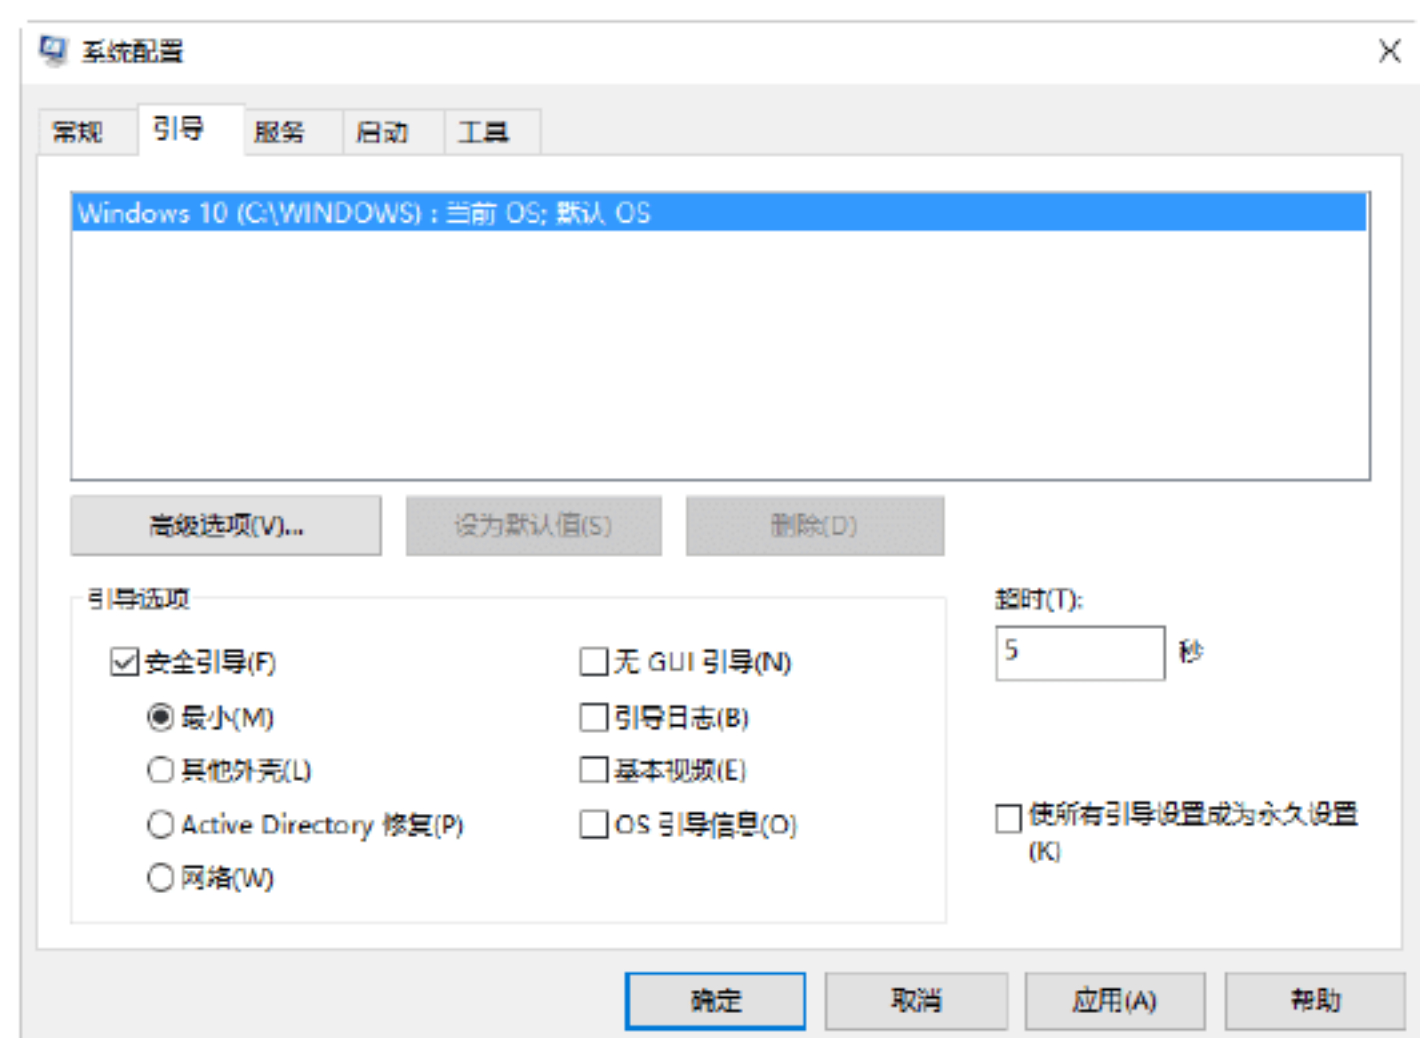 系统配置
常规 引导 服务 启动 工具
Windows 10 (C:\WINDOWS) : 当前 OS; 默认 OS
高级选项(V)... 设为默认值(S) 删除(D)
引导选项 超时(T):
安全引导(F) 无 GUI 引导(N) 5 秒
最小(M) 引导日志(B)
其他外壳(L) 基本视频(E)
Active Directory 修复(P) OS 引导信息(O) 使所有引导设置成为永久设置
(K)
网络(W)
确定 取消 应用(A) 帮助